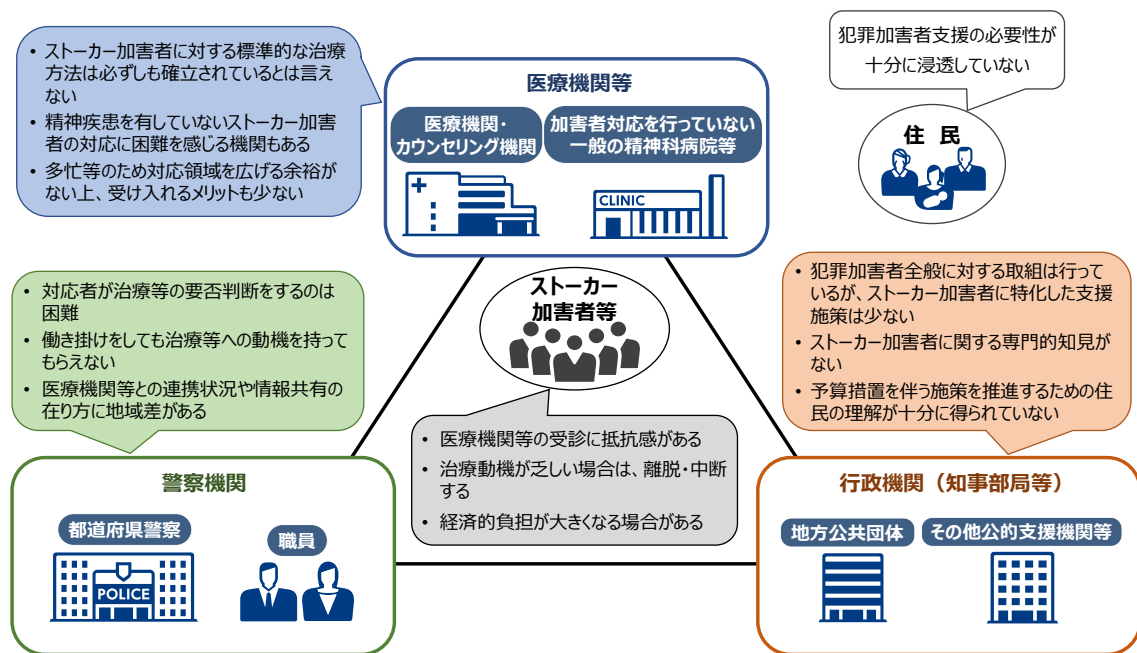 • ストーカー加害者に対する標準的な治療
方法は必ずしも確立されているとは言え
ない
• 精神疾患を有していないストーカー加害
者の対応に困難を感じる機関もある
• 多忙等のため対応領域を広げる余裕が
ない上、受け入れるメリットも少ない
医療機関等
医療機関・
カウンセリング機関
加害者対応を行っていない
一般の精神科病院等
CLINIC
犯罪加害者支援の必要性が
十分に浸透していない
住 民
• 対応者が治療等の要否判断をするのは
困難
• 働き掛けをしても治療等への動機を持って
もらえない
• 医療機関等との連携状況や情報共有の
在り方に地域差がある
ストーカー
加害者等
• 犯罪加害者全般に対する取組は行って
いるが、ストーカー加害者に特化した支援
施策は少ない
• ストーカー加害者に関する専門的知見が
ない
• 予算措置を伴う施策を推進するための住
民の理解が十分に得られていない
• 医療機関等の受診に抵抗感がある
• 治療動機が乏しい場合は、離脱・中断
する
• 経済的負担が大きくなる場合がある
警察機関
都道府県警察
職員
POLICE
行政機関（知事部局等）
地方公共団体
その他公的支援機関等